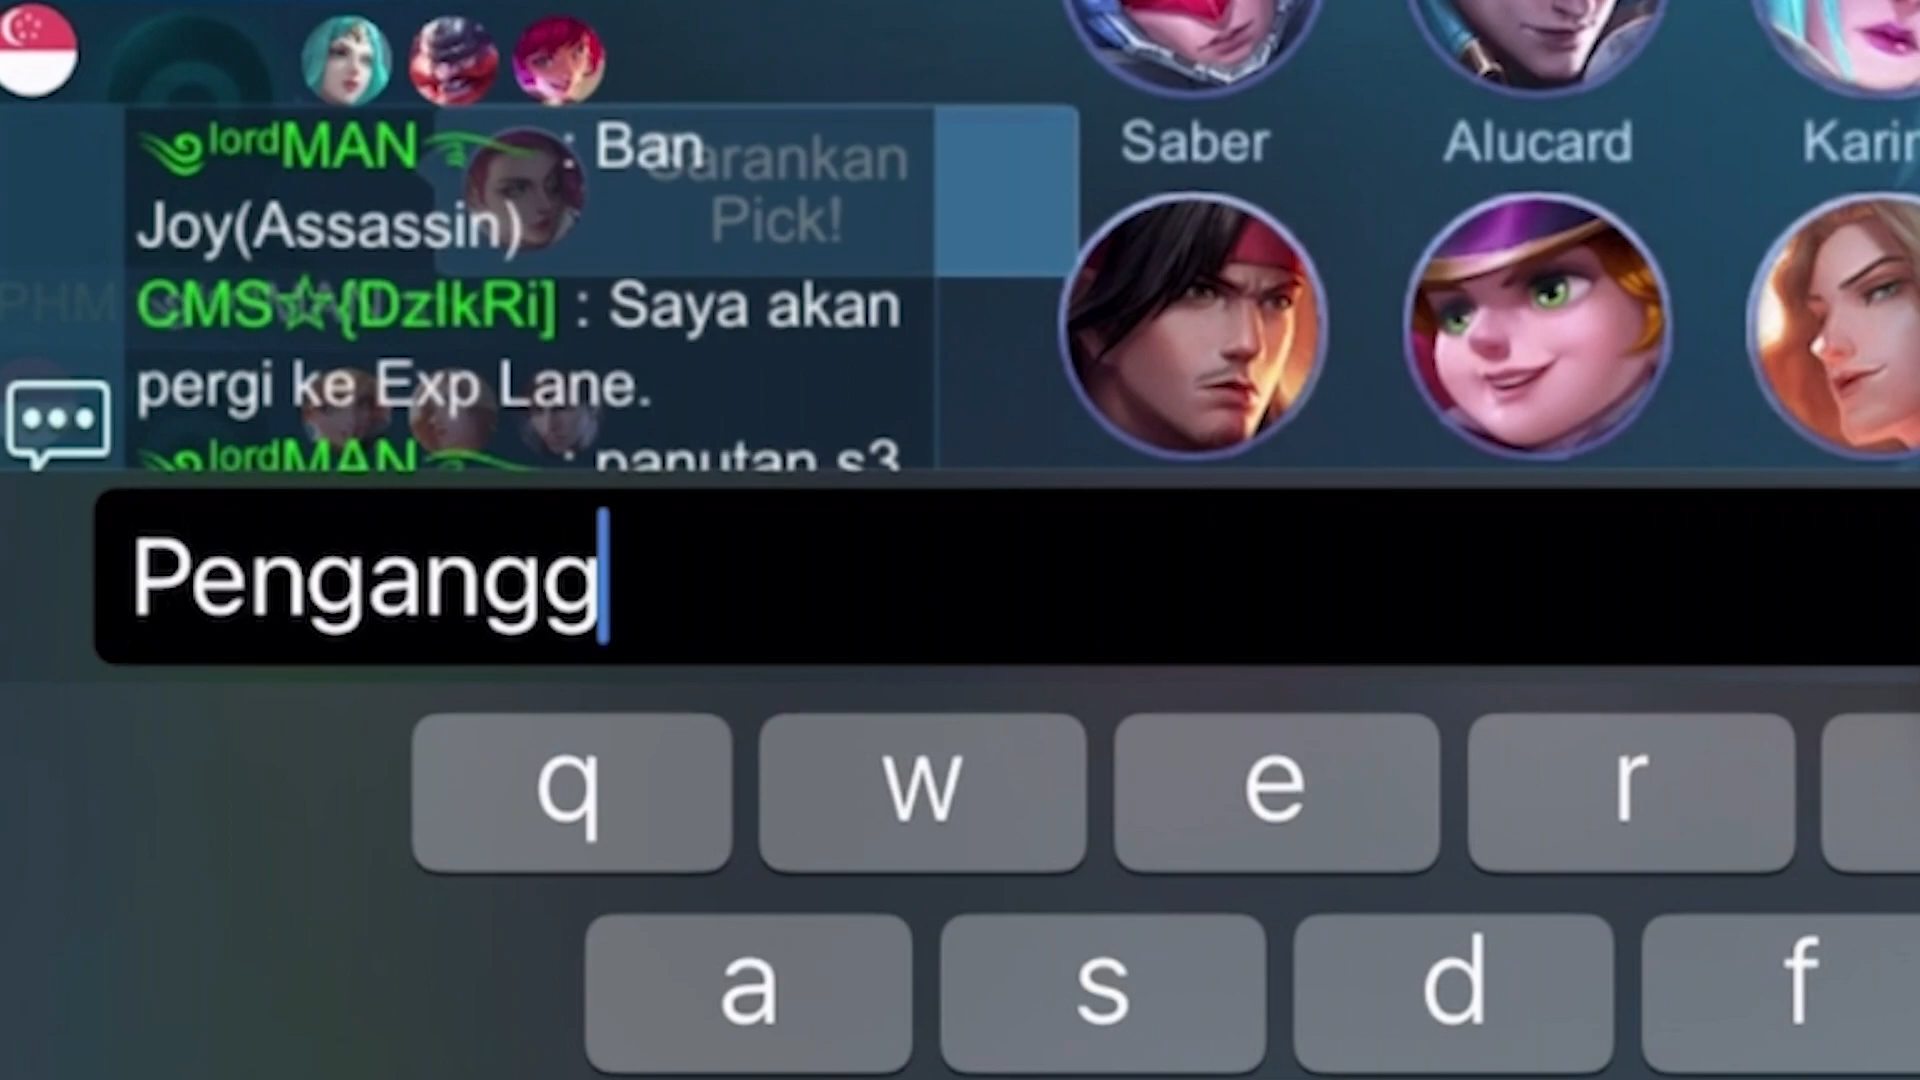 lordMAN : Ban
Sarankan
Pick!
Joy(Assassin)
CMS☆{DzIkRi] : Saya akan
pergi ke Exp Lane.
lordMAN : panutan s3
Saber
Alucard
Pengangg
q w e r
a s d f